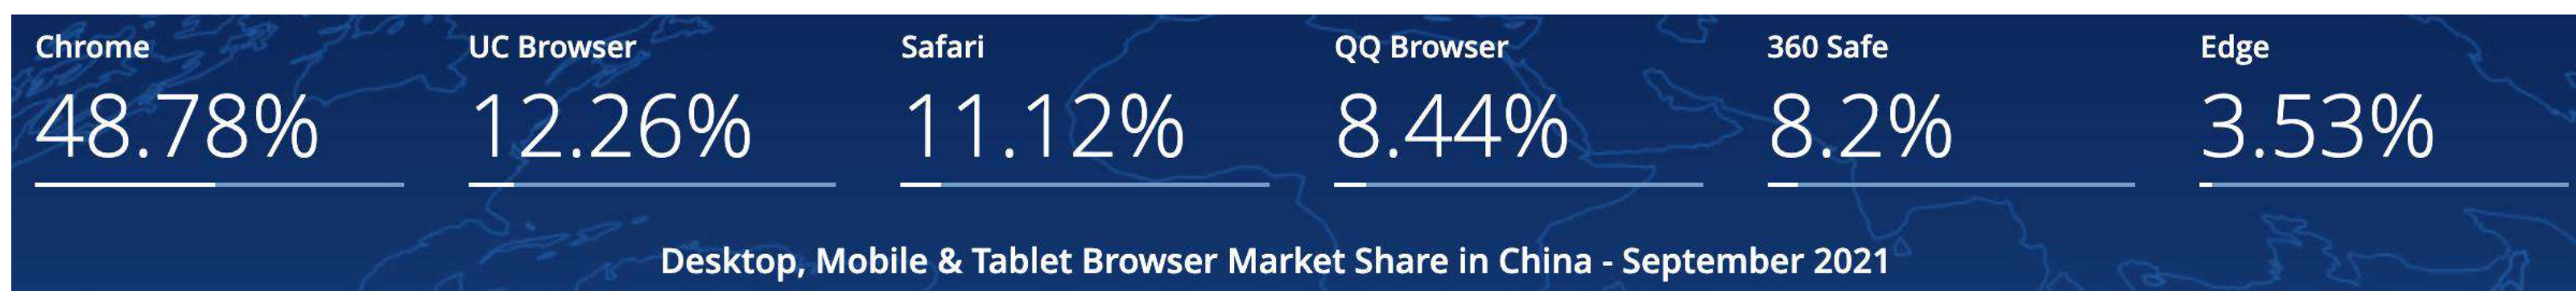 Chrome
48.78%
UC Browser
12.26%
Safari
11.12%
QQ Browser
8.44%
360 Safe
8.2%
Edge
3.53%
Desktop, Mobile & Tablet Browser Market Share in China - September 2021